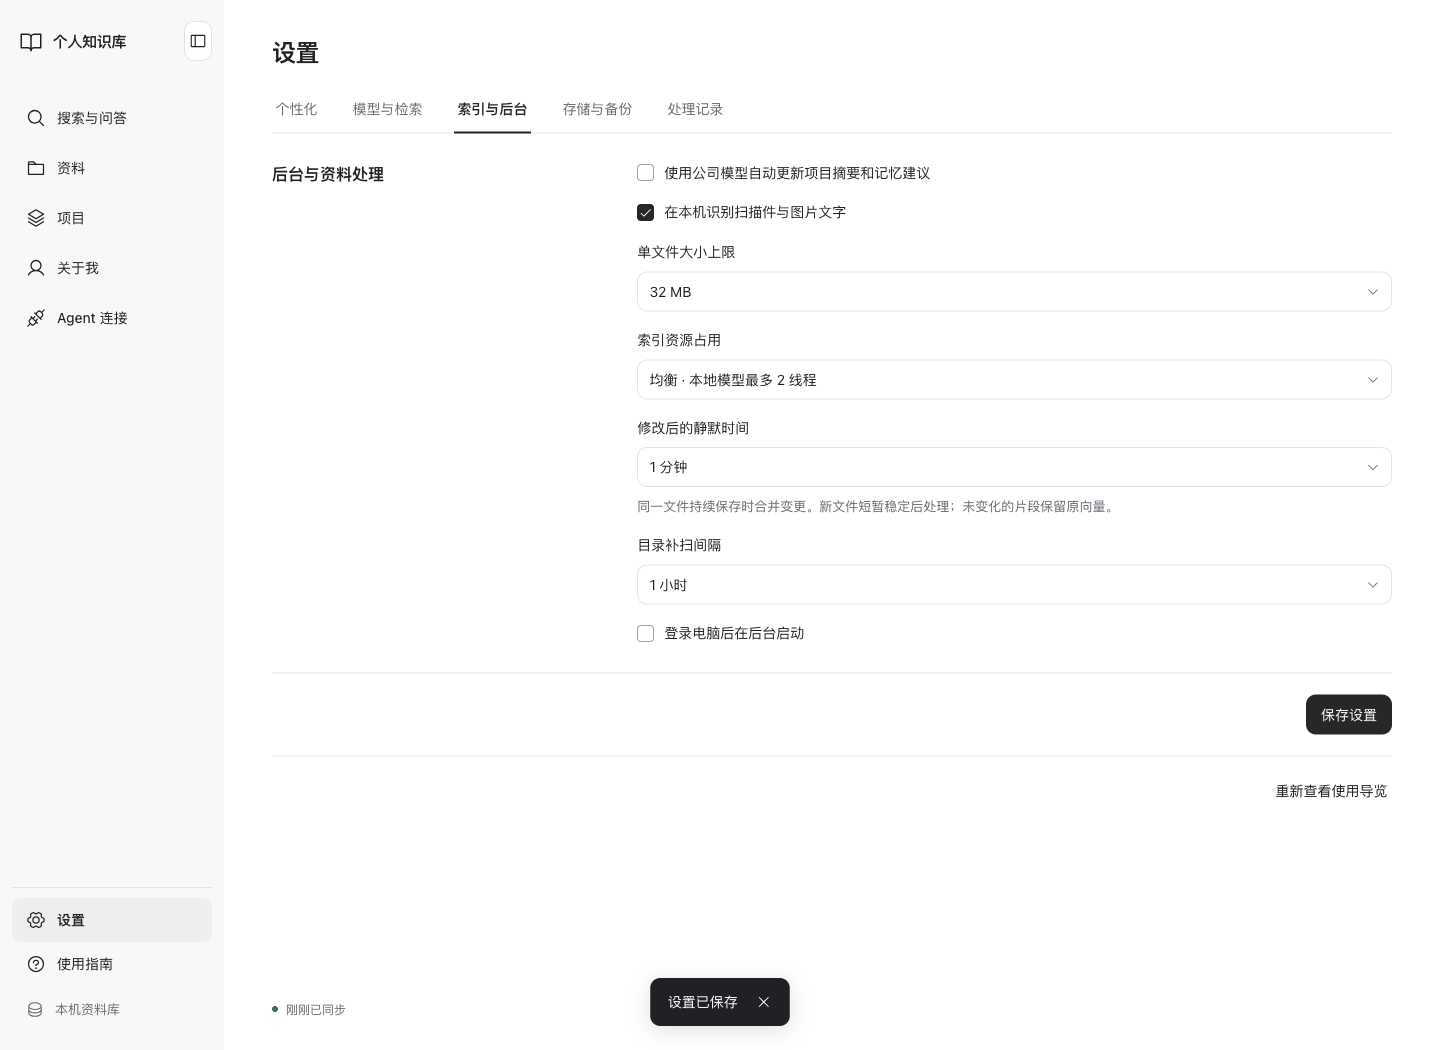 个人知识库
搜索与问答
资料
项目
关于我
Agent 连接
设置
使用指南
本机资料库
设置
个性化
模型与检索
索引与后台
存储与备份
处理记录
后台与资料处理
使用公司模型自动更新项目摘要和记忆建议
在本机识别扫描件与图片文字
单文件大小上限
32 MB
索引资源占用
均衡 · 本地模型最多 2 线程
修改后的静默时间
1 分钟
同一文件持续保存时合并变更。新文件短暂稳定后处理；未变化的片段保留原向量。
目录补扫间隔
1 小时
登录电脑后在后台启动
保存设置
重新查看使用导览
刚刚已同步
设置已保存